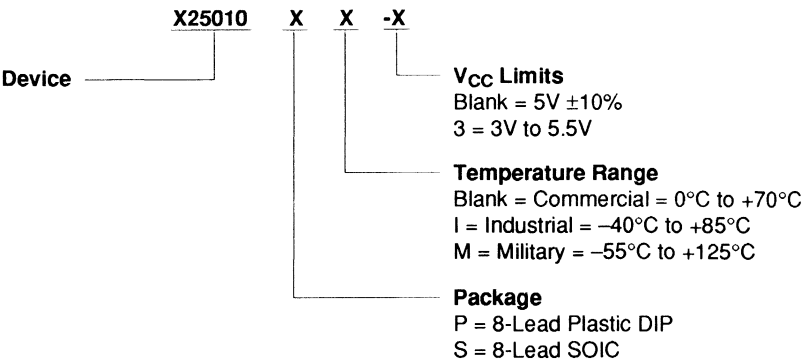 X25010 X X -X
Device
VCC Limits
Blank = 5V ±10%
3 = 3V to 5.5V
Temperature Range
Blank = Commercial = 0°C to +70°C
I = Industrial = –40°C to +85°C
M = Military = –55°C to +125°C
Package
P = 8-Lead Plastic DIP
S = 8-Lead SOIC